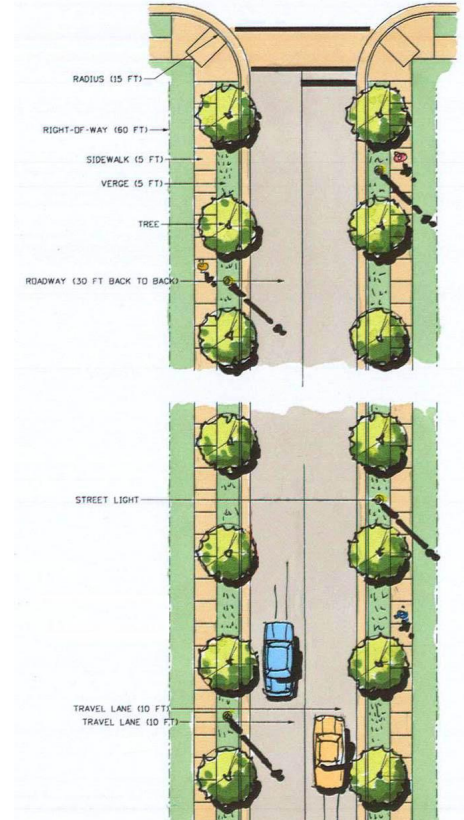 RADIUS (15 FT)
RIGHT-OF-WAY (60 FT)
SIDEWALK (5 FT)
VERGE (5 FT)
TREE
ROADWAY (30 FT BACK TO BACK)
STREET LIGHT
TRAVEL LANE (10 FT)
TRAVEL LANE (10 FT)